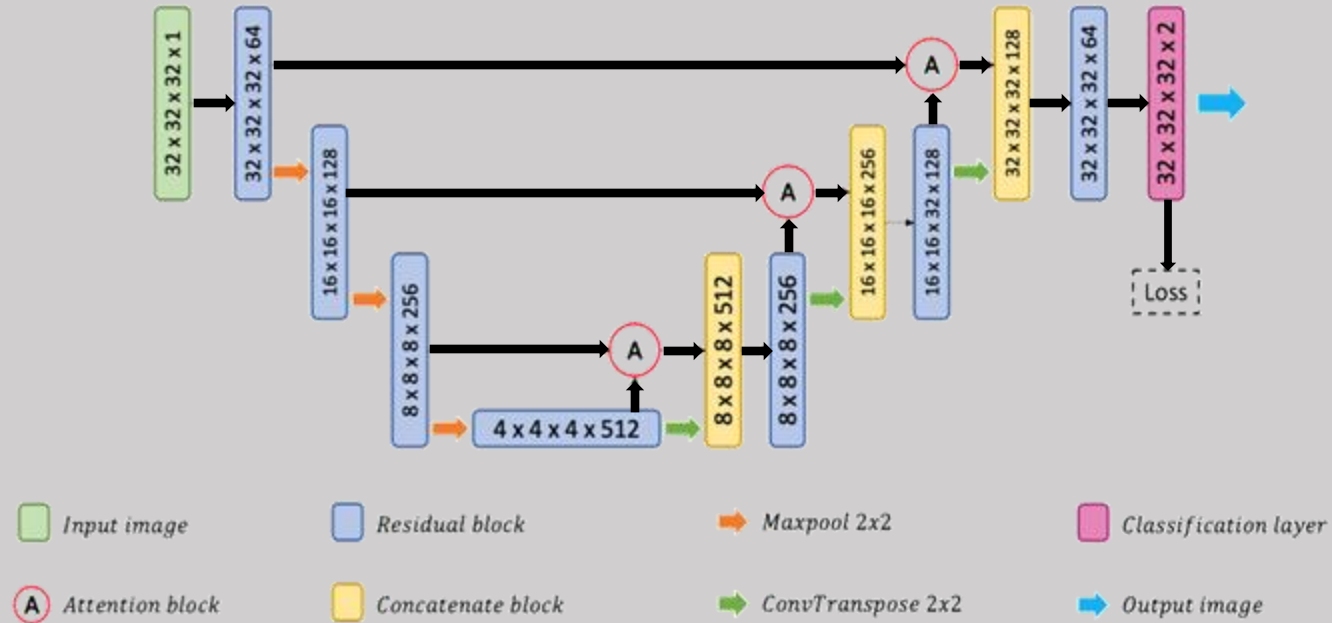 32 x 32 x 32 x 1
32 x 32 x 32 x 64
16 x 16 x 16 x 128
8 x 8 x 8 x 256
4 x 4 x 4 x 512
A
8 x 8 x 8 x 512
8 x 8 x 8 x 256
A
16 x 16 x 16 x 256
16 x 16 x 32 x 128
A
32 x 32 x 32 x 128
32 x 32 x 32 x 64
32 x 32 x 32 x 2
Loss
Input image
Residual block
Maxpool 2x2
Classification layer
A
Attention block
Concatenate block
ConvTranspose 2x2
Output image